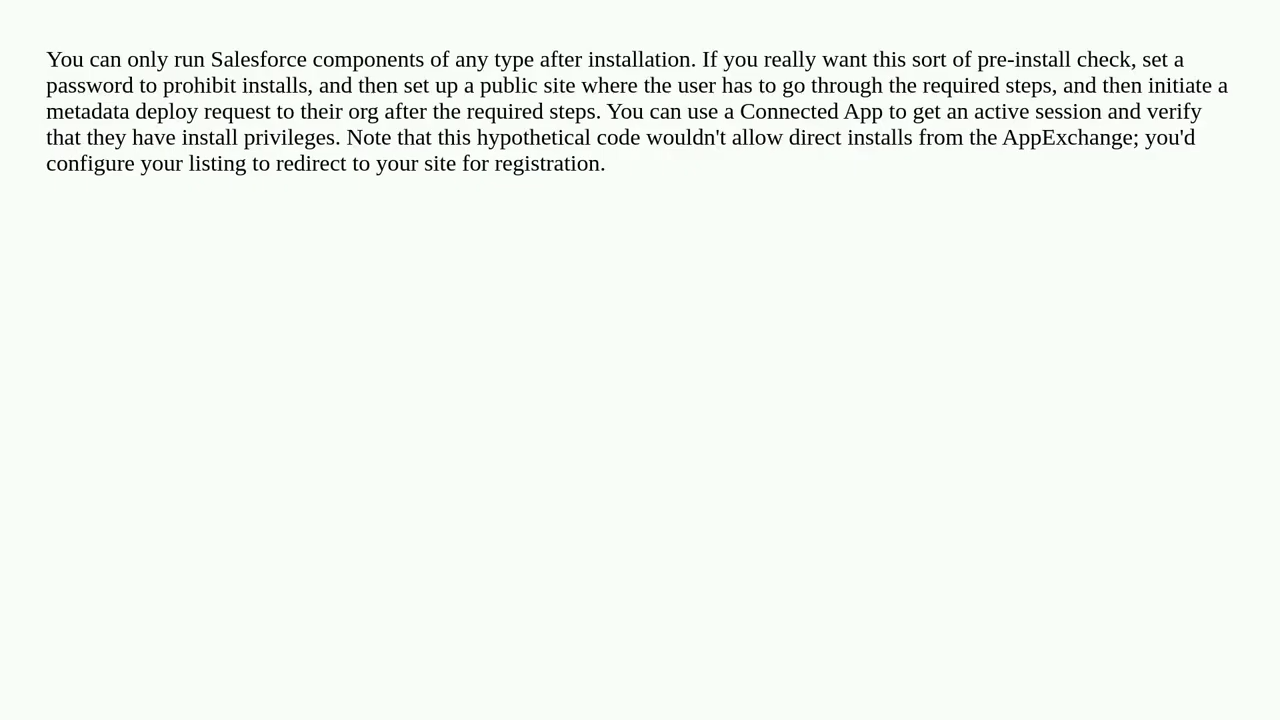 You can only run Salesforce components of any type after installation. If you really want this sort of pre-install check, set a
password to prohibit installs, and then set up a public site where the user has to go through the required steps, and then initiate a
metadata deploy request to their org after the required steps. You can use a Connected App to get an active session and verify
that they have install privileges. Note that this hypothetical code wouldn't allow direct installs from the AppExchange; you'd
configure your listing to redirect to your site for registration.